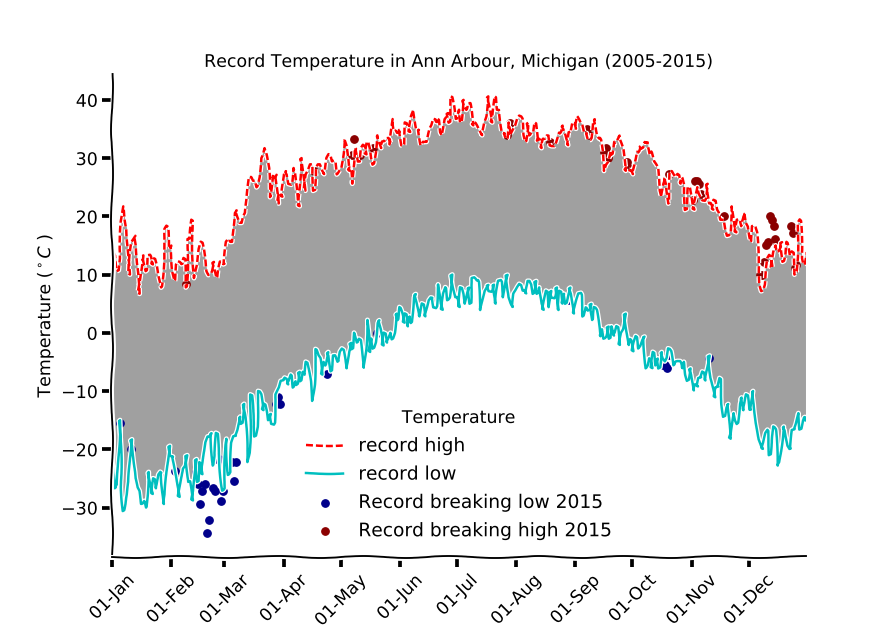 Record Temperature in Ann Arbour, Michigan (2005-2015)
Temperature (°C)
40
30
20
10
0
−10
−20
−30
Temperature
record high
record low
Record breaking low 2015
Record breaking high 2015
01-Jan
01-Feb
01-Mar
01-Apr
01-May
01-Jun
01-Jul
01-Aug
01-Sep
01-Oct
01-Nov
01-Dec